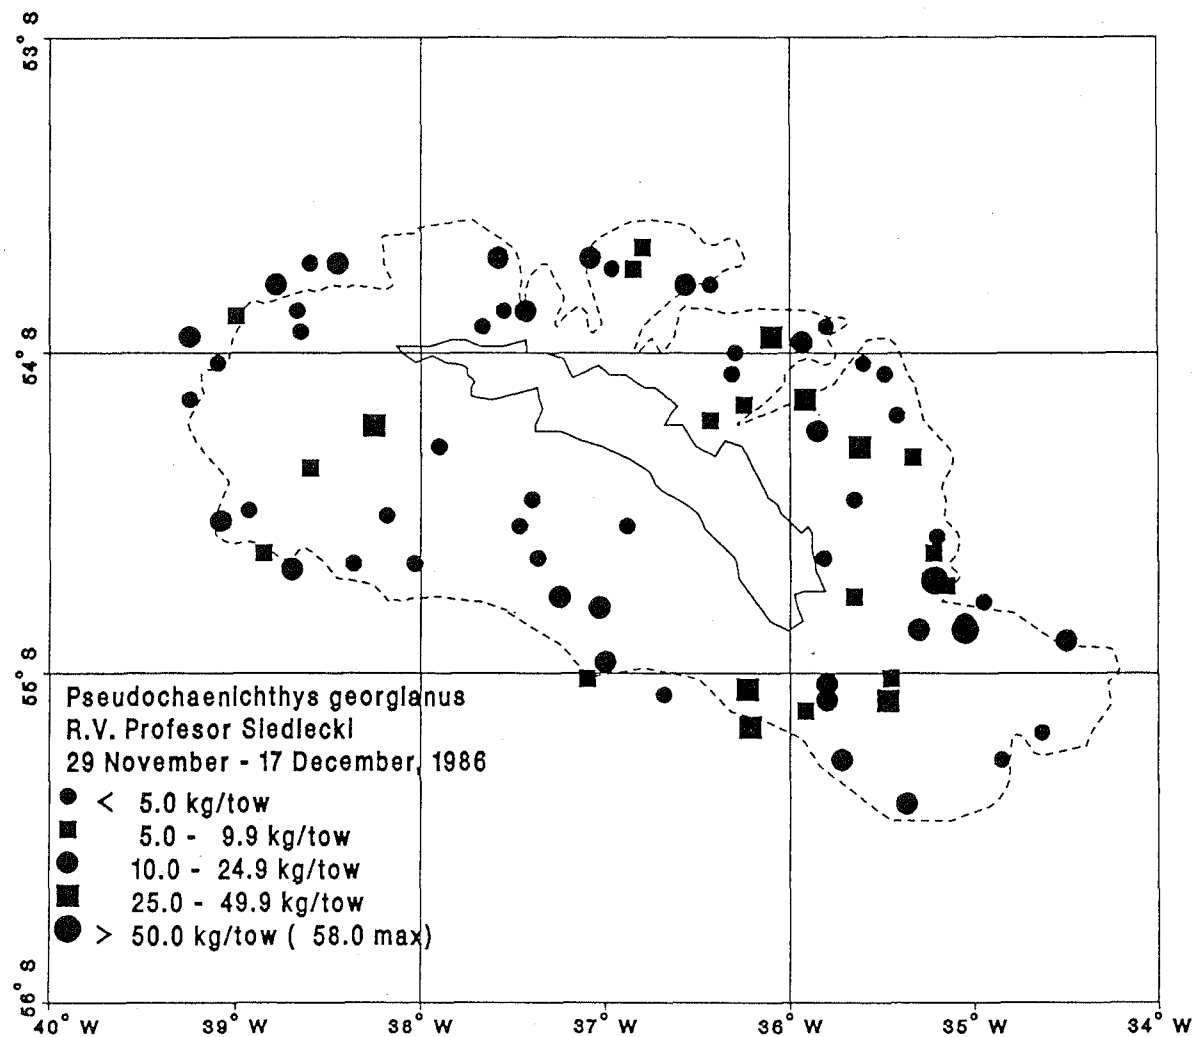 53° S
54° S
55° S
Pseudochaenichthys georgianus
R.V. Profesor Siedlecki
29 November - 17 December, 1986
< 5.0 kg/tow
5.0 - 9.9 kg/tow
10.0 - 24.9 kg/tow
25.0 - 49.9 kg/tow
> 50.0 kg/tow ( 58.0 max)
56° S
40° W 39° W 38° W 37° W 36° W 35° W 34° W